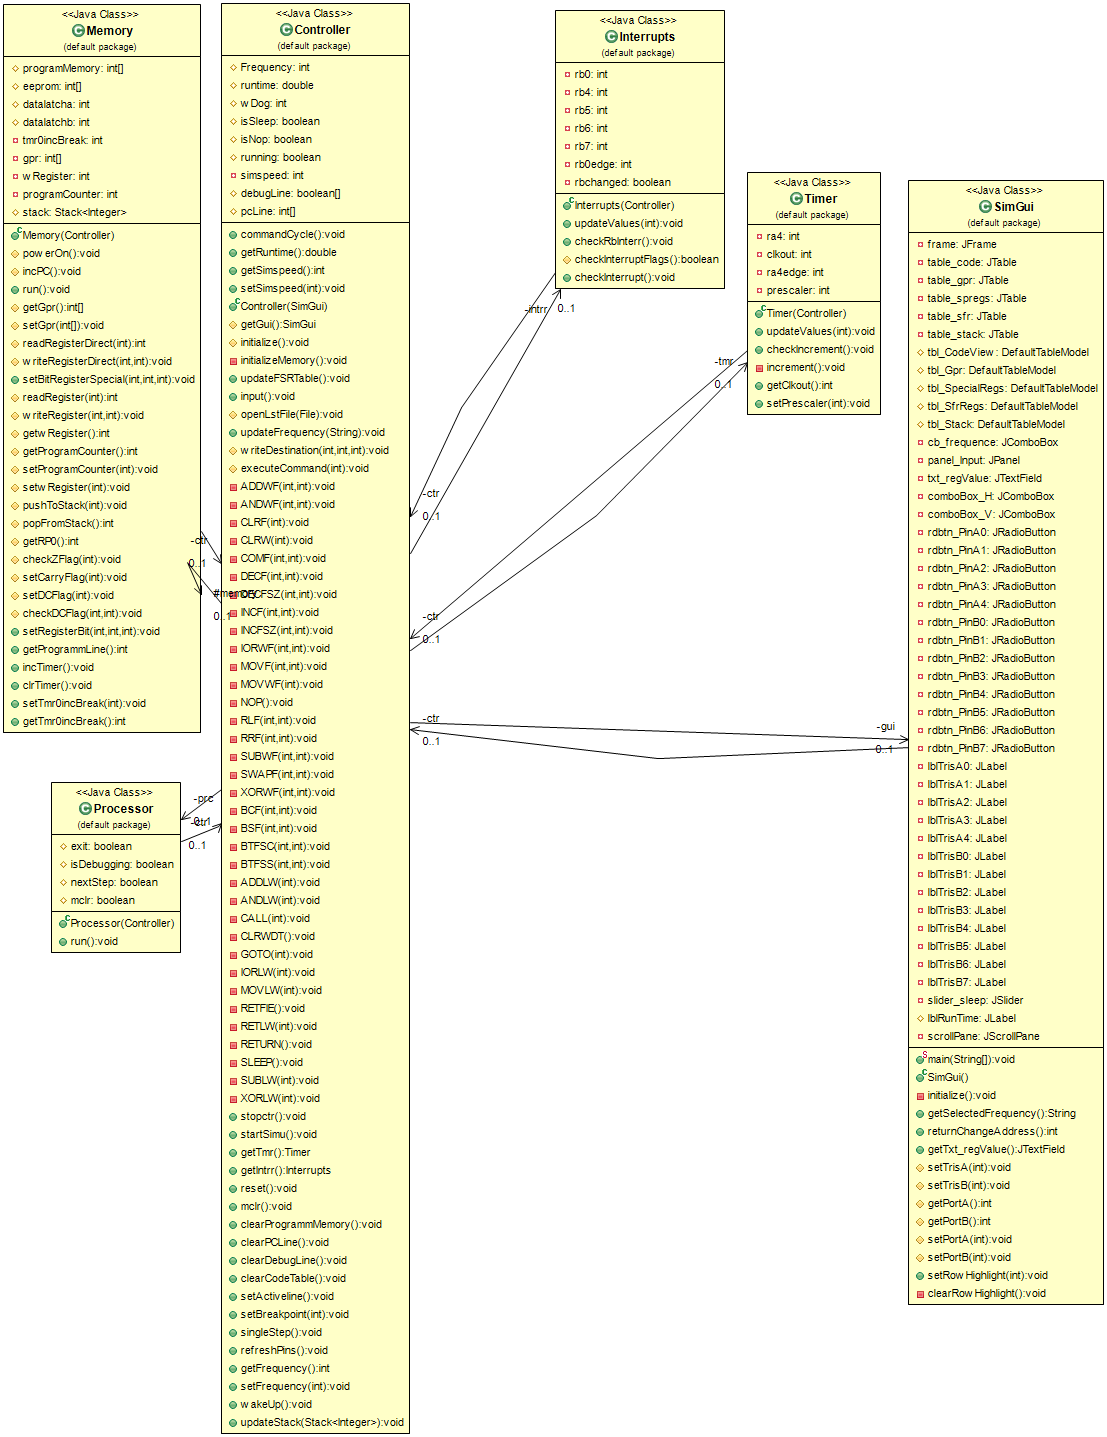 <<Java Class>>
Memory
(default package)
programMemory: int[]
eeprom: int[]
datalatcha: int
datalatchb: int
tmr0incBreak: int
gpr: int[]
wRegister: int
programCounter: int
stack: Stack<Integer>
Memory(Controller)
powerOn():void
incPC():void
run():void
getGpr():int[]
setGpr(int[]):void
readRegisterDirect(int):int
writeRegisterDirect(int,int):void
setBitRegisterSpecial(int,int,int):void
readRegister(int):int
writeRegister(int,int):void
getwRegister():int
getProgramCounter():int
setProgramCounter(int):void
setwRegister(int):void
pushToStack(int):void
popFromStack():int
getRP0():int
checkZFlag(int):void
setCarryFlag(int):void
setDCFlag(int):void
checkDCFlag(int,int):void
setRegisterBit(int,int,int):void
getProgrammLine():int
incTimer():void
clrTimer():void
setTmr0incBreak(int):void
getTmr0incBreak():int
<<Java Class>>
Processor
(default package)
exit: boolean
isDebugging: boolean
nextStep: boolean
mclr: boolean
Processor(Controller)
run():void
-ctr
0..1
#memory
0..1
-prc
0..1
-ctr
0..1
<<Java Class>>
Controller
(default package)
Frequency: int
runtime: double
wDog: int
isSleep: boolean
isNop: boolean
running: boolean
simspeed: int
debugLine: boolean[]
pcLine: int[]
commandCycle():void
getRuntime():double
getSimspeed():int
setSimspeed(int):void
Controller(SimGui)
getGui():SimGui
initialize():void
initializeMemory():void
updateFSRTable():void
input():void
openLstFile(File):void
updateFrequency(String):void
writeDestination(int,int,int):void
executeCommand(int):void
ADDWF(int,int):void
ANDWF(int,int):void
CLRF(int):void
CLRW(int):void
COMF(int,int):void
DECF(int,int):void
DECFSZ(int,int):void
INCF(int,int):void
INCFSZ(int,int):void
IORWF(int,int):void
MOVF(int,int):void
MOVWF(int):void
NOP():void
RLF(int,int):void
RRF(int,int):void
SUBWF(int,int):void
SWAPF(int,int):void
XORWF(int,int):void
BCF(int,int):void
BSF(int,int):void
BTFSC(int,int):void
BTFSS(int,int):void
ADDLW(int):void
ANDLW(int):void
CALL(int):void
CLRWDT():void
GOTO(int):void
IORLW(int):void
MOVLW(int):void
RETFIE():void
RETLW(int):void
RETURN():void
SLEEP():void
SUBLW(int):void
XORLW(int):void
stopctr():void
startSimu():void
getTmr():Timer
getIntrr():Interrupts
reset():void
mclr():void
clearProgrammMemory():void
clearPCLine():void
clearDebugLine():void
clearCodeTable():void
setActiveline():void
setBreakpoint(int):void
singleStep():void
refreshPins():void
getFrequency():int
setFrequency(int):void
wakeUp():void
updateStack(Stack<Integer>):void
<<Java Class>>
Interrupts
(default package)
rb0: int
rb4: int
rb5: int
rb6: int
rb7: int
rb0edge: int
rbchanged: boolean
Interrupts(Controller)
updateValues(int):void
checkRbInterr():void
checkInterruptFlags():boolean
checkInterrupt():void
-intrr
0..1
-ctr
0..1
<<Java Class>>
Timer
(default package)
ra4: int
clkout: int
ra4edge: int
prescaler: int
Timer(Controller)
updateValues(int):void
checkIncrement():void
increment():void
getClkout():int
setPrescaler(int):void
-tmr
0..1
-ctr
0..1
-ctr
0..1
-gui
0..1
<<Java Class>>
SimGui
(default package)
frame: JFrame
table_code: JTable
table_gpr: JTable
table_spregs: JTable
table_sfr: JTable
table_stack: JTable
tbl_CodeView: DefaultTableModel
tbl_Gpr: DefaultTableModel
tbl_SpecialRegs: DefaultTableModel
tbl_SfrRegs: DefaultTableModel
tbl_Stack: DefaultTableModel
cb_frequence: JComboBox
panel_Input: JPanel
txt_regValue: JTextField
comboBox_H: JComboBox
comboBox_V: JComboBox
rdbtn_PinA0: JRadioButton
rdbtn_PinA1: JRadioButton
rdbtn_PinA2: JRadioButton
rdbtn_PinA3: JRadioButton
rdbtn_PinA4: JRadioButton
rdbtn_PinB0: JRadioButton
rdbtn_PinB1: JRadioButton
rdbtn_PinB2: JRadioButton
rdbtn_PinB3: JRadioButton
rdbtn_PinB4: JRadioButton
rdbtn_PinB5: JRadioButton
rdbtn_PinB6: JRadioButton
rdbtn_PinB7: JRadioButton
lblTrisA0: JLabel
lblTrisA1: JLabel
lblTrisA2: JLabel
lblTrisA3: JLabel
lblTrisA4: JLabel
lblTrisB0: JLabel
lblTrisB1: JLabel
lblTrisB2: JLabel
lblTrisB3: JLabel
lblTrisB4: JLabel
lblTrisB5: JLabel
lblTrisB6: JLabel
lblTrisB7: JLabel
slider_sleep: JSlider
lblRunTime: JLabel
scrollPane: JScrollPane
main(String[]):void
SimGui()
initialize():void
getSelectedFrequency():String
returnChangeAddress():int
getTxt_regValue():JTextField
setTrisA(int):void
setTrisB(int):void
getPortA():int
getPortB():int
setPortA(int):void
setPortB(int):void
setRowHighlight(int):void
clearRowHighlight():void